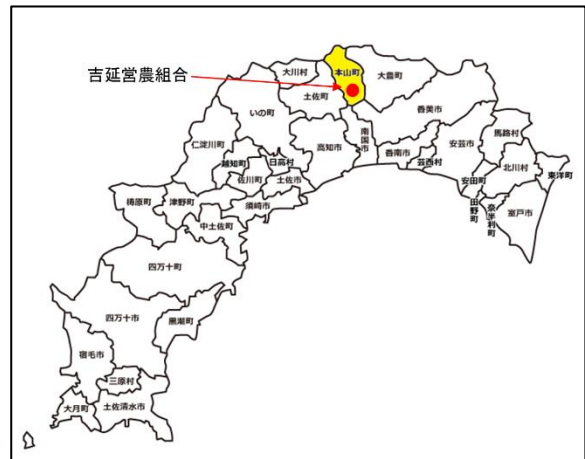 吉延営農組合
大川村
本山町
大豊町
土佐町
いの町
香美市
仁淀川町
高知市
南国市
香南市
芸西村
安芸市
馬路村
北川村
東洋町
安田町
田野町
奈半利町
室戸市
越知町
日高村
佐川町
土佐市
須崎市
梼原町
津野町
中土佐町
四万十町
四万十市
黒潮町
宿毛市
三原村
大月町
土佐清水市